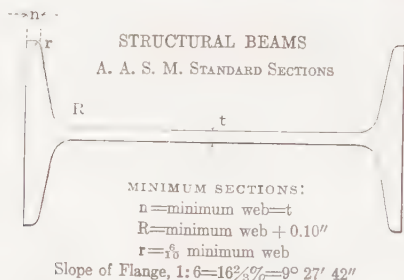 n
r
STRUCTURAL BEAMS
A. A. S. M. STANDARD SECTIONS
R
t
MINIMUM SECTIONS:
n=minimum web=t
R=minimum web + 0.10"
r=6/10 minimum web
Slope of Flange, 1:6=16⅔%=9° 27' 42"